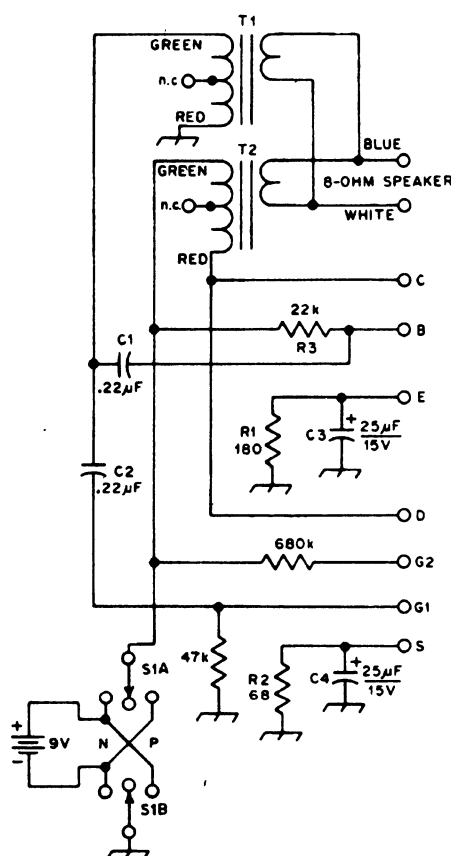 T1
GREEN
n.c
RED
BLUE
T2
GREEN
8-OHM SPEAKER
n.c.
WHITE
RED
C
22k
B
R3
C1
.22µF
E
R1
180
C3
+
25µF
15V
C2
.22µF
D
680k
G2
G1
47k
S
S1A
R2
68
C4
+
25µF
15V
+
9V
-
N
P
S1B